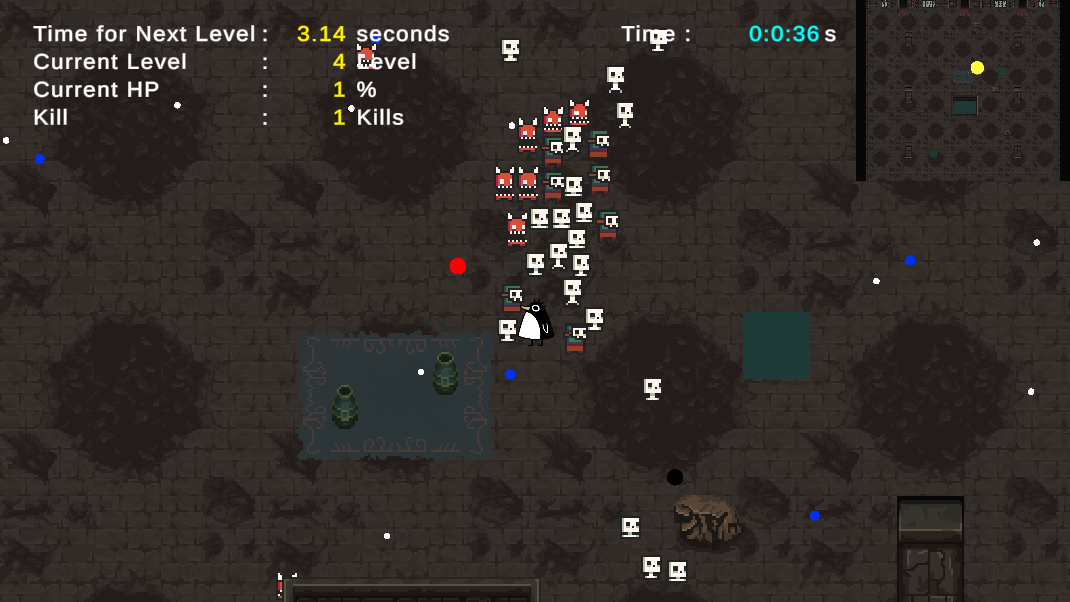 Time for Next Level : 3.14 seconds Time : 0:0:36 s
Current Level : 4 Level
Current HP : 1 %
Kill : 1 Kills